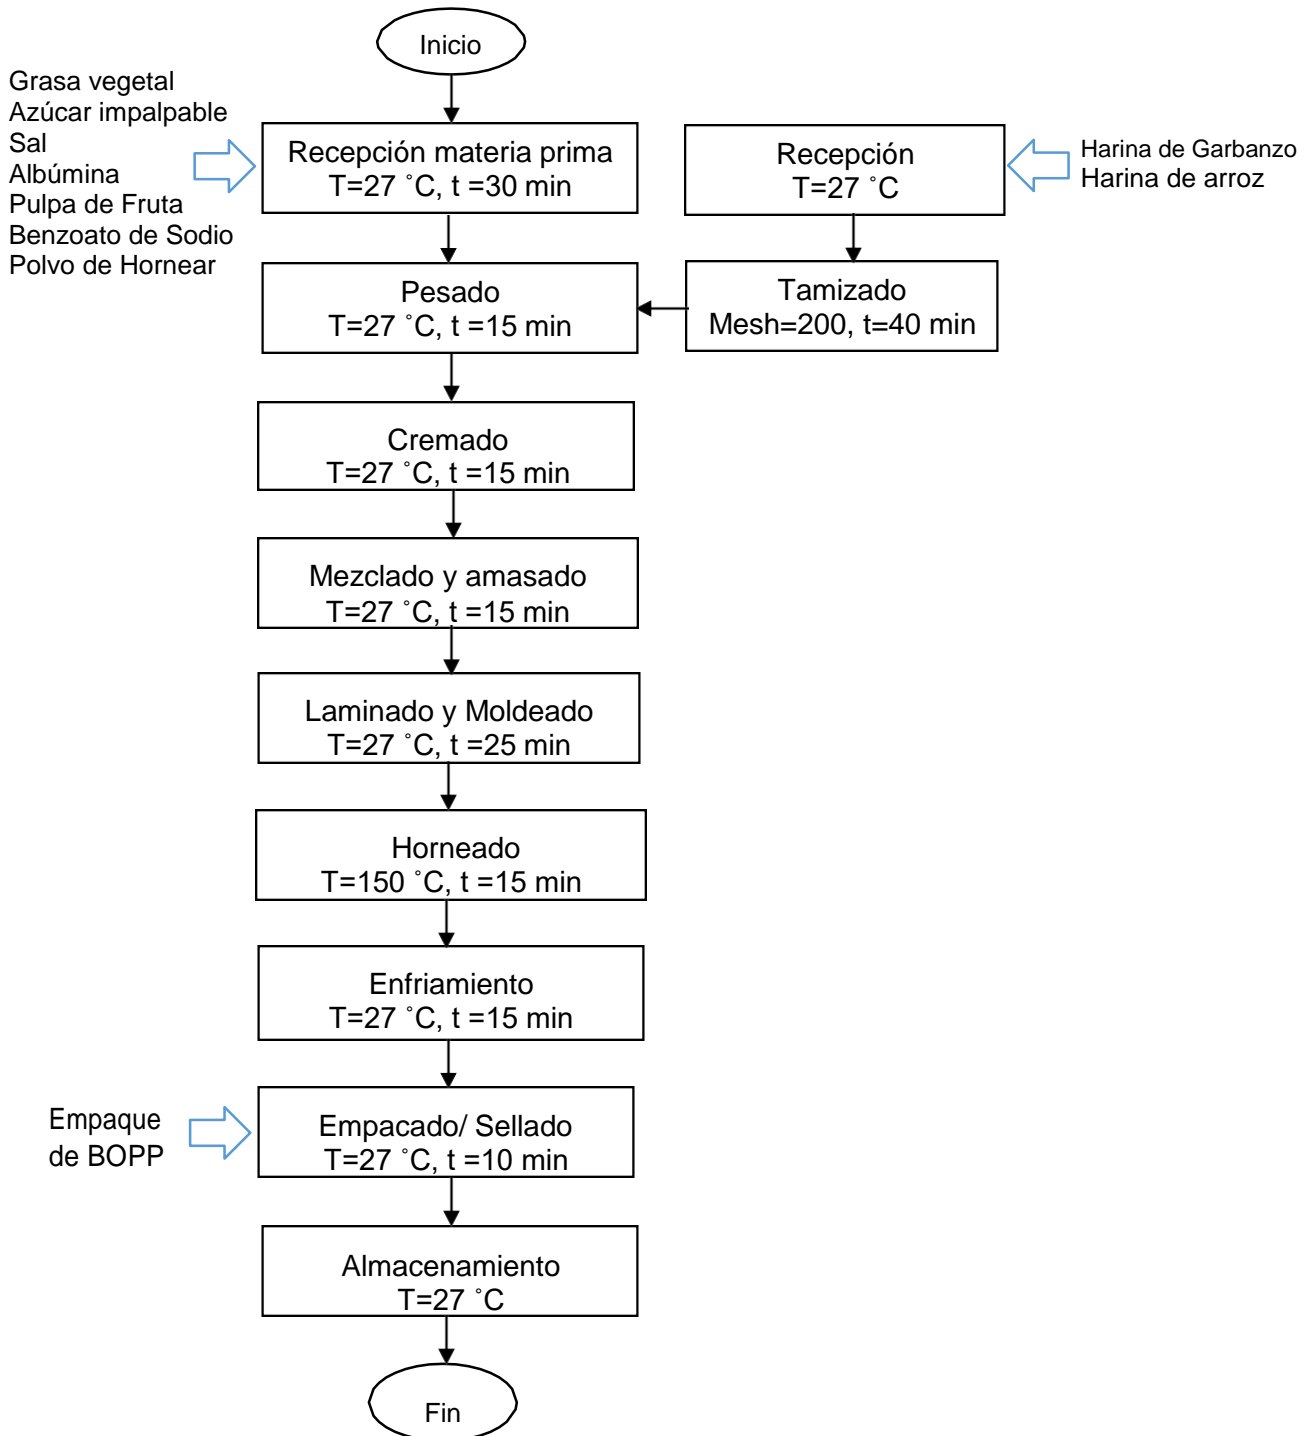 Inicio
Grasa vegetal
Azúcar impalpable
Sal
Albúmina
Pulpa de Fruta
Benzoato de Sodio
Polvo de Hornear
Recepción materia prima
T=27 ˚C, t =30 min
Recepción
T=27 ˚C
Harina de Garbanzo
Harina de arroz
Pesado
T=27 ˚C, t =15 min
Tamizado
Mesh=200, t=40 min
Cremado
T=27 ˚C, t =15 min
Mezclado y amasado
T=27 ˚C, t =15 min
Laminado y Moldeado
T=27 ˚C, t =25 min
Horneado
T=150 ˚C, t =15 min
Enfriamiento
T=27 ˚C, t =15 min
Empaque
de BOPP
Empacado/ Sellado
T=27 ˚C, t =10 min
Almacenamiento
T=27 ˚C
Fin